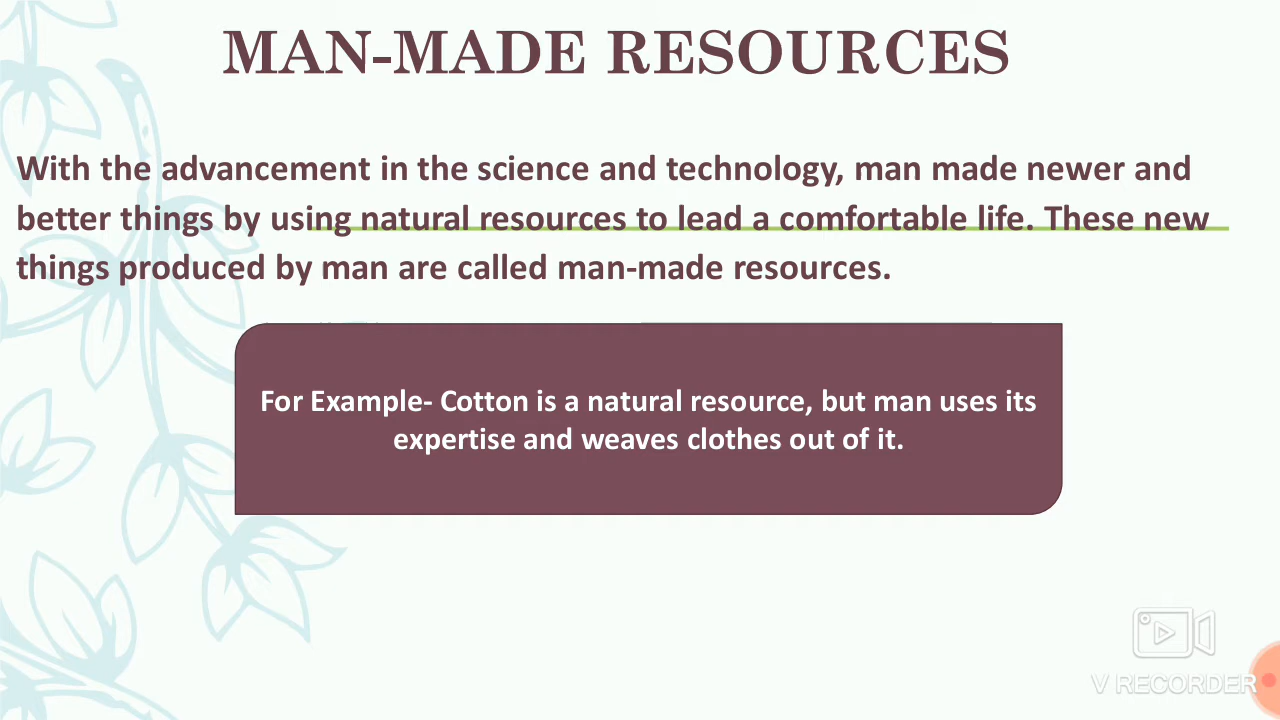 MAN-MADE RESOURCES
With the advancement in the science and technology, man made newer and
better things by using natural resources to lead a comfortable life. These new
things produced by man are called man-made resources.
For Example- Cotton is a natural resource, but man uses its
expertise and weaves clothes out of it.
V RECORDER